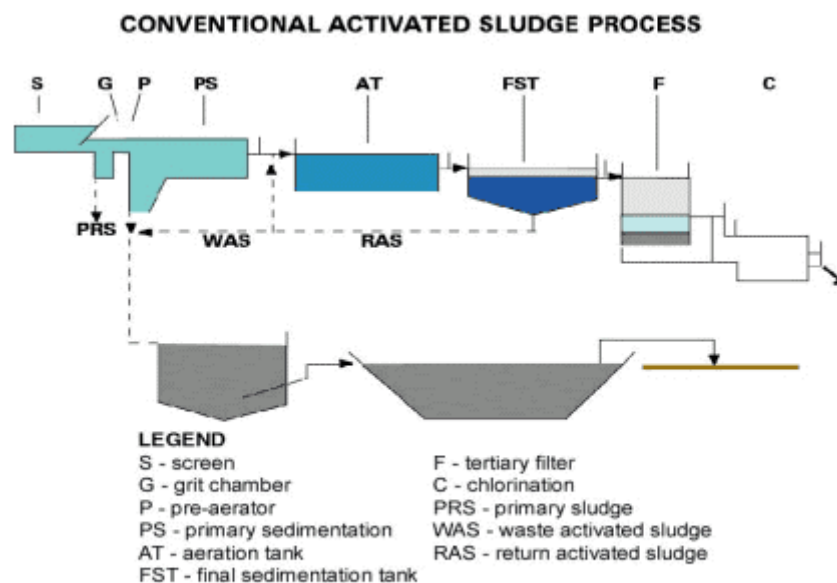 CONVENTIONAL ACTIVATED SLUDGE PROCESS
S G P PS AT FST F C
PRS
WAS RAS
LEGEND
S - screen
G - grit chamber
P - pre-aerator
PS - primary sedimentation
AT - aeration tank
FST - final sedimentation tank
F - tertiary filter
C - chlorination
PRS - primary sludge
WAS - waste activated sludge
RAS - return activated sludge